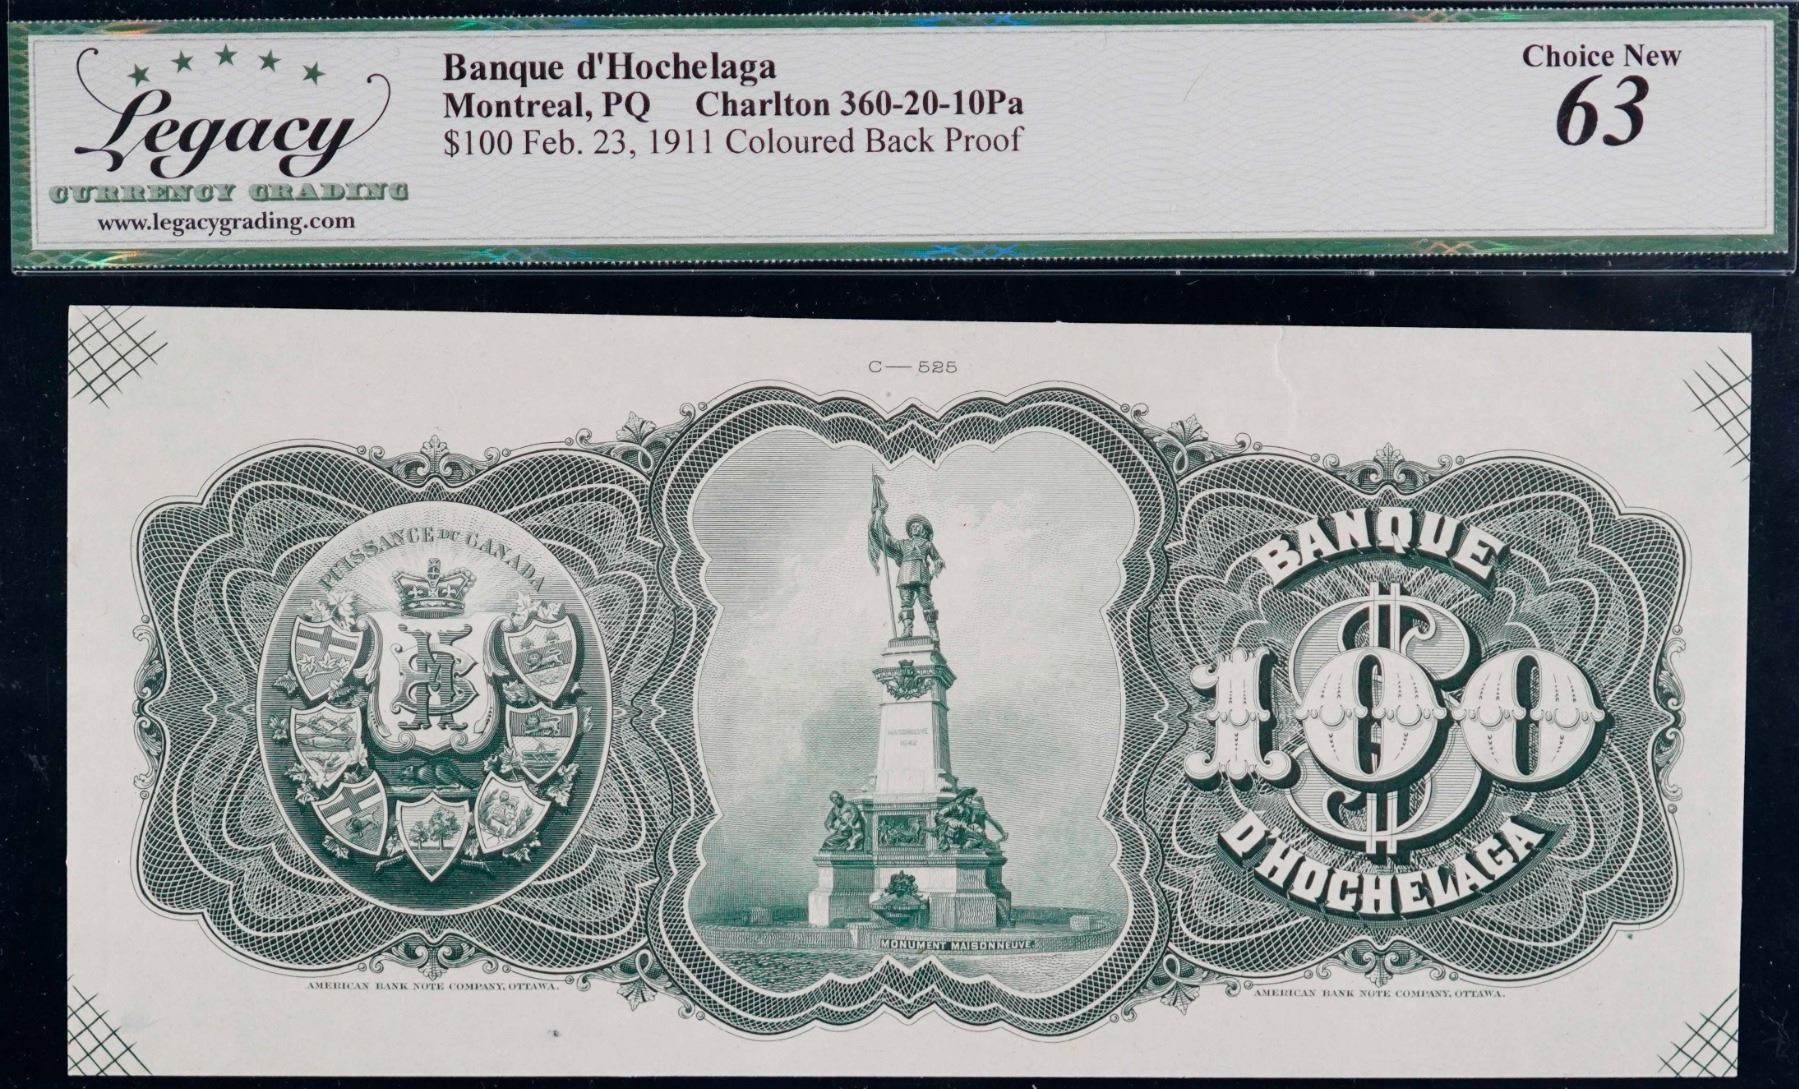 Legacy
CURRENCY GRADING
www.legacygrading.com
Banque d'Hochelaga
Montreal, PQ Charlton 360-20-10Pa
$100 Feb. 23, 1911 Coloured Back Proof
Choice New
63
C—525
PUISSANCE DU CANADA
MAISONNEUVE
1642
MONUMENT MAISONNEUVE.
BANQUE
$
100
D'HOCHELAGA
AMERICAN BANK NOTE COMPANY, OTTAWA.
AMERICAN BANK NOTE COMPANY, OTTAWA.